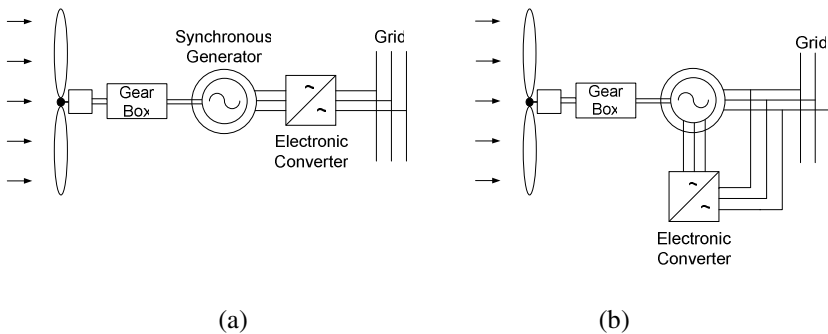 Synchronous
Generator
Grid
Gear
Box
~
~
Electronic
Converter
(a)
Grid
Gear
Box
~
~
Electronic
Converter
(b)